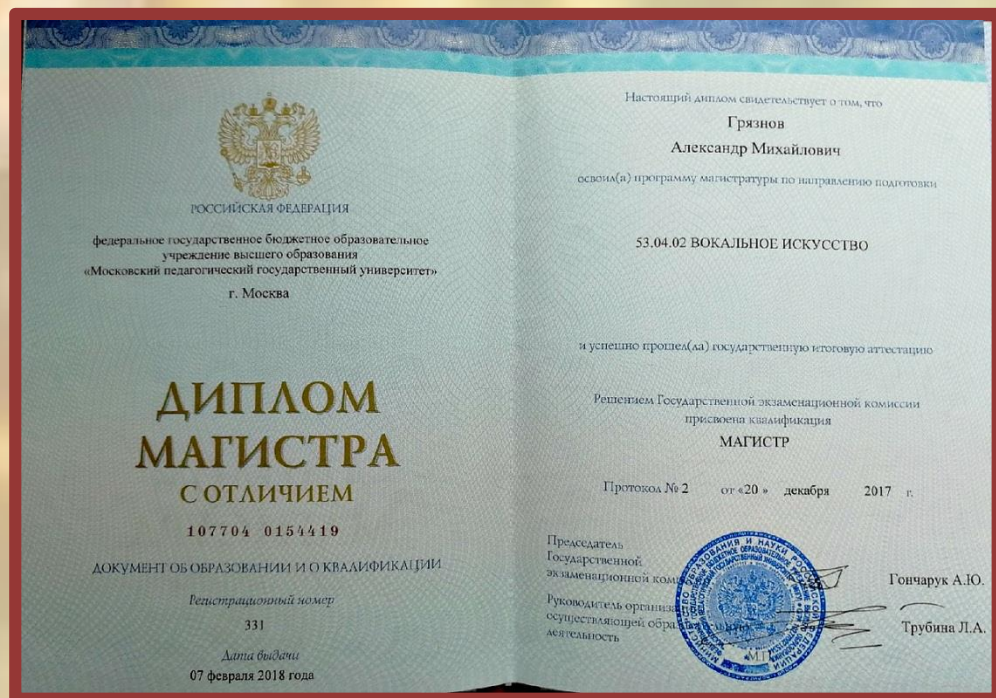 РОССИЙСКАЯ ФЕДЕРАЦИЯ
федеральное государственное бюджетное образовательное
учреждение высшего образования
«Московский педагогический государственный университет»
г. Москва
ДИПЛОМ
МАГИСТРА
С ОТЛИЧИЕМ
107704 0154419
ДОКУМЕНТ ОБ ОБРАЗОВАНИИ И О КВАЛИФИКАЦИИ
Регистрационный номер
331
Дата выдачи
07 февраля 2018 года
Настоящий диплом свидетельствует о том, что
Грязнов
Александр Михайлович
освоил(а) программу магистратуры по направлению подготовки
53.04.02 ВОКАЛЬНОЕ ИСКУССТВО
и успешно прошел(ла) государственную итоговую аттестацию
Решением Государственной экзаменационной комиссии
присвоена квалификация
МАГИСТР
Протокол № 2 от «20 » декабря 2017 г.
Председатель
Государственной
экзаменационной
Гончарук А.Ю.
Руководитель
осуществляющей
деятельность
Трубина Л.А.
М.П.